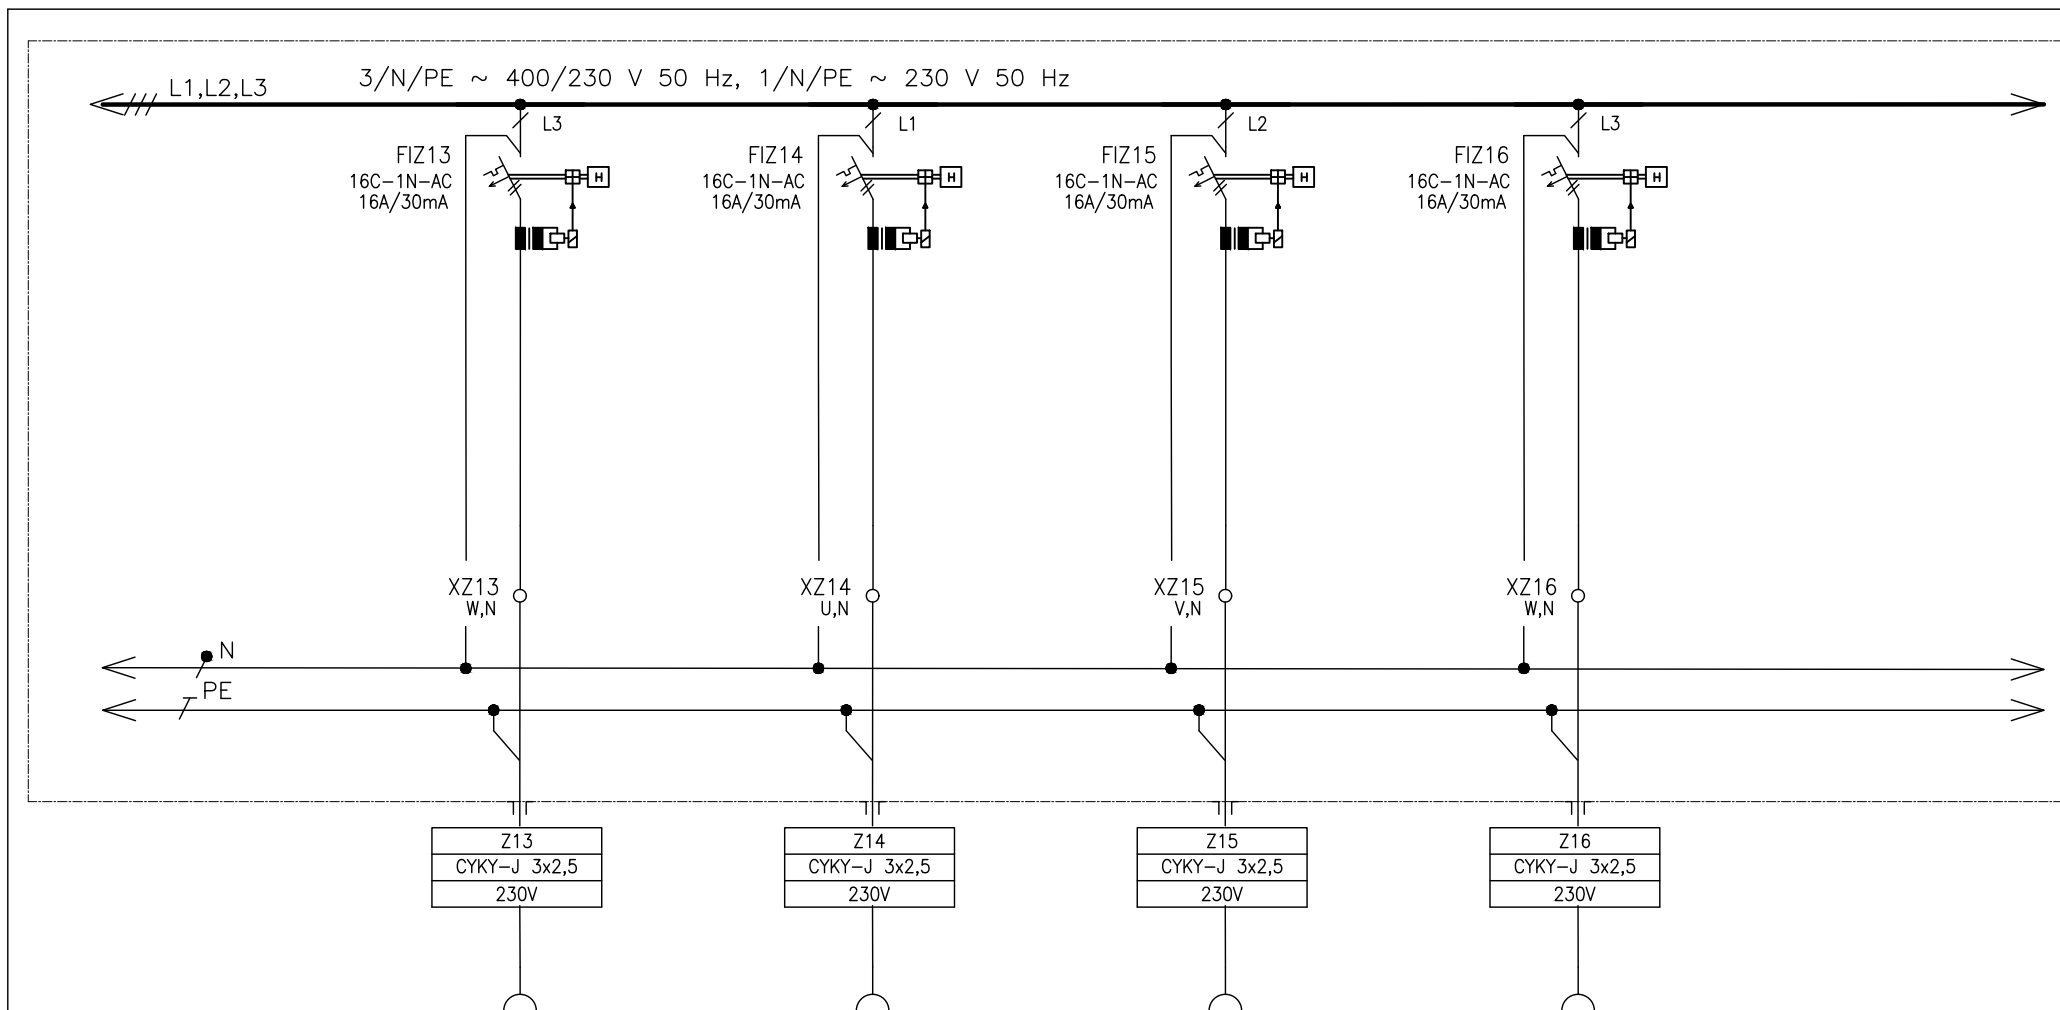 3/N/PE ~ 400/230 V 50 Hz, 1/N/PE ~ 230 V 50 Hz
L1,L2,L3
L3
L1
L2
L3
FIZ13
16C-1N-AC
16A/30mA
H
FIZ14
16C-1N-AC
16A/30mA
H
FIZ15
16C-1N-AC
16A/30mA
H
FIZ16
16C-1N-AC
16A/30mA
H
XZ13
W,N
XZ14
U,N
XZ15
V,N
XZ16
W,N
N
PE
Z13
CYKY-J 3x2,5
230V
Z14
CYKY-J 3x2,5
230V
Z15
CYKY-J 3x2,5
230V
Z16
CYKY-J 3x2,5
230V